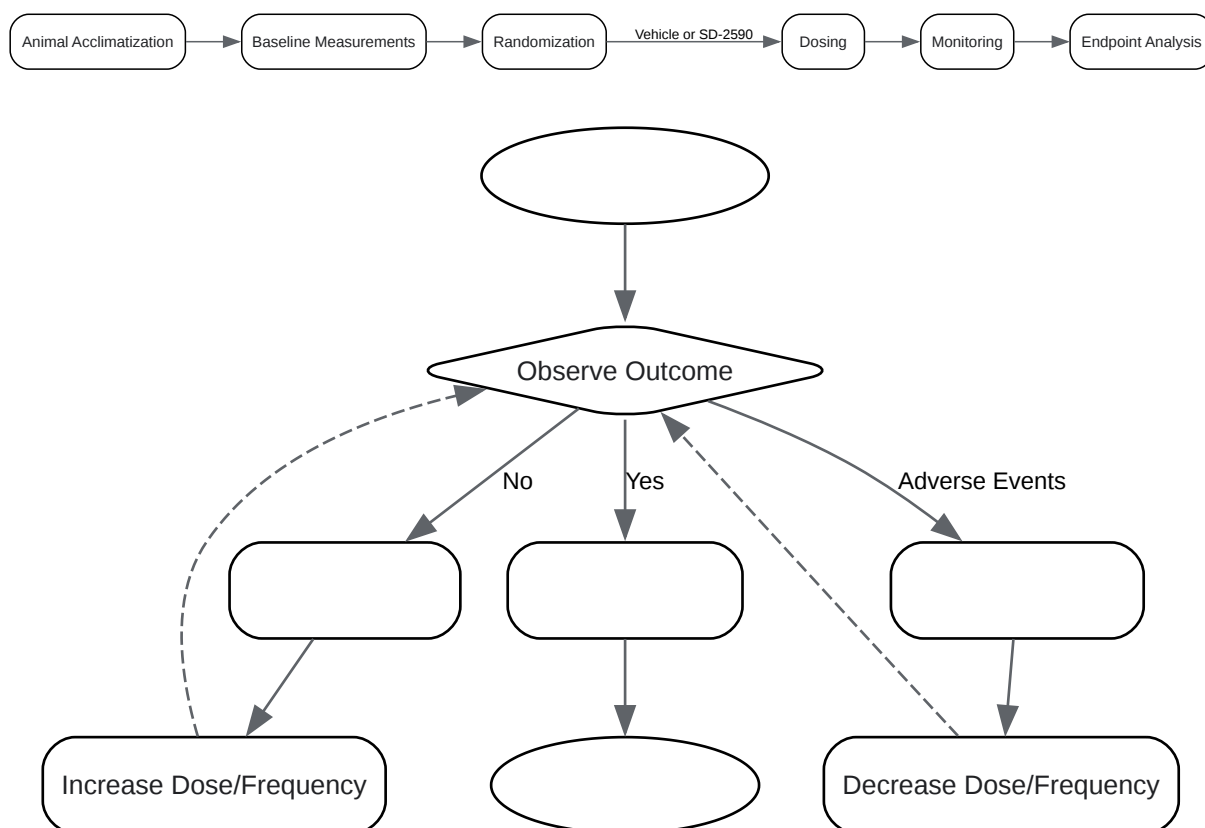 Animal Acclimatization
Baseline Measurements
Randomization
Vehicle or SD-2590
Dosing
Monitoring
Endpoint Analysis
Observe Outcome
No
Yes
Adverse Events
Increase Dose/Frequency
Decrease Dose/Frequency